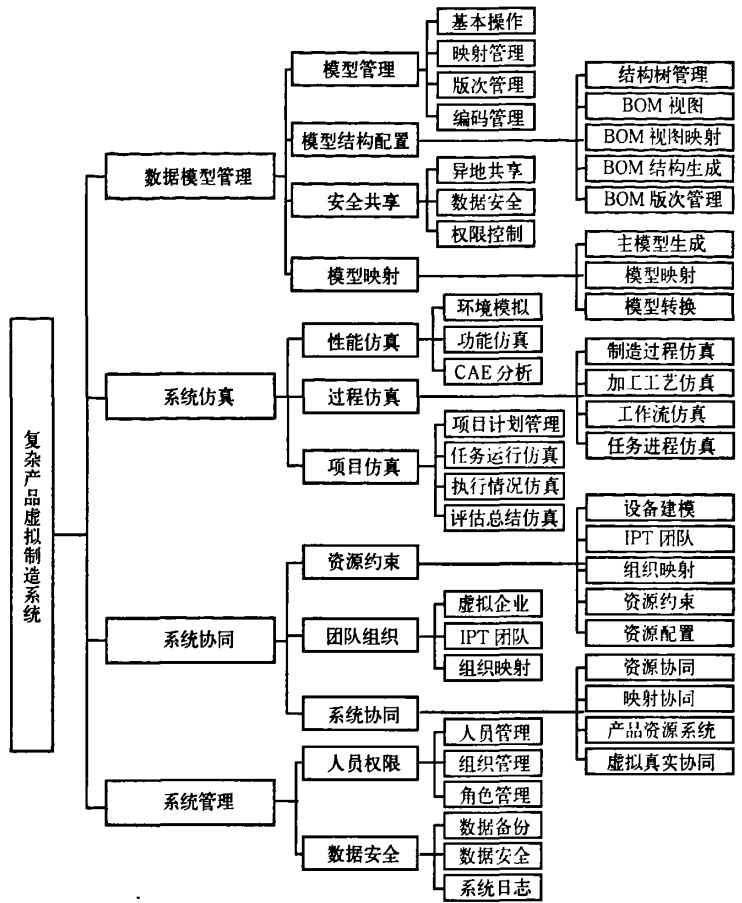 复杂产品虚拟制造系统
数据模型管理
模型管理
基本操作
映射管理
版次管理
编码管理
模型结构配置
结构树管理
BOM 视图
BOM 视图映射
BOM 结构生成
BOM 版次管理
安全共享
异地共享
数据安全
权限控制
模型映射
主模型生成
模型映射
模型转换
系统仿真
性能仿真
环境模拟
功能仿真
CAE 分析
过程仿真
制造过程仿真
加工工艺仿真
工作流仿真
任务进程仿真
项目仿真
项目计划管理
任务运行仿真
执行情况仿真
评估总结仿真
系统协同
资源约束
设备建模
IPT 团队
组织映射
资源约束
资源配置
团队组织
虚拟企业
IPT 团队
组织映射
系统协同
资源协同
映射协同
产品资源系统
虚拟真实协同
系统管理
人员权限
人员管理
组织管理
角色管理
数据安全
数据备份
数据安全
系统日志